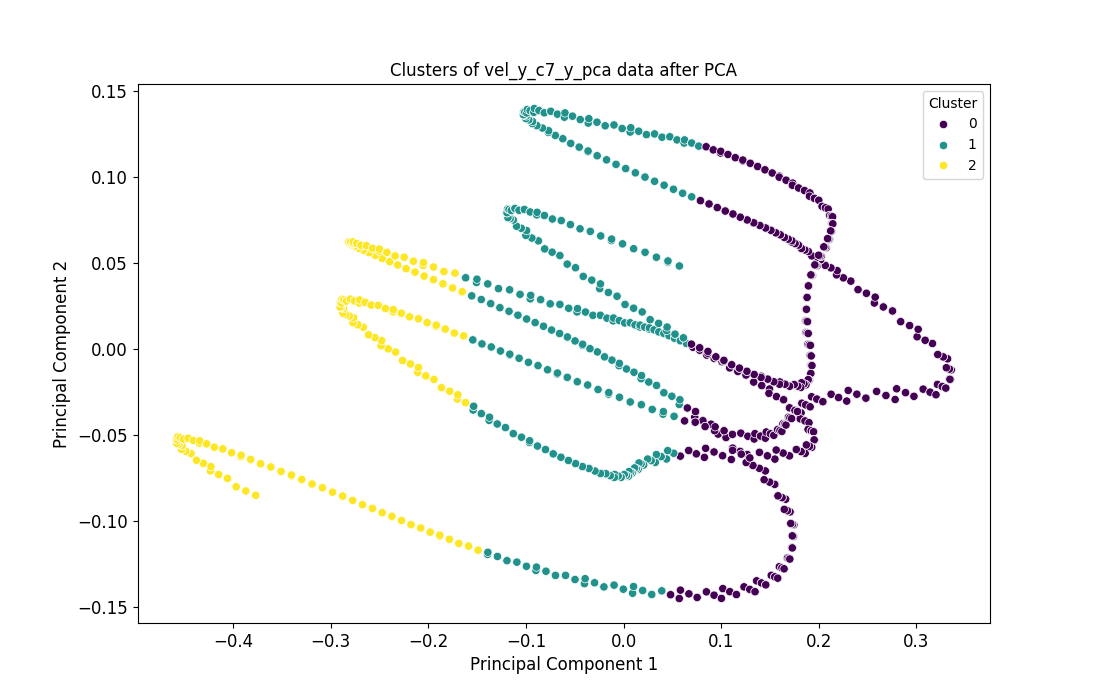 Clusters of vel_y_c7_y_pca data after PCA
Cluster
0
1
2
Principal Component 2
0.15
0.10
0.05
0.00
−0.05
−0.10
−0.15
−0.4 −0.3 −0.2 −0.1 0.0 0.1 0.2 0.3
Principal Component 1